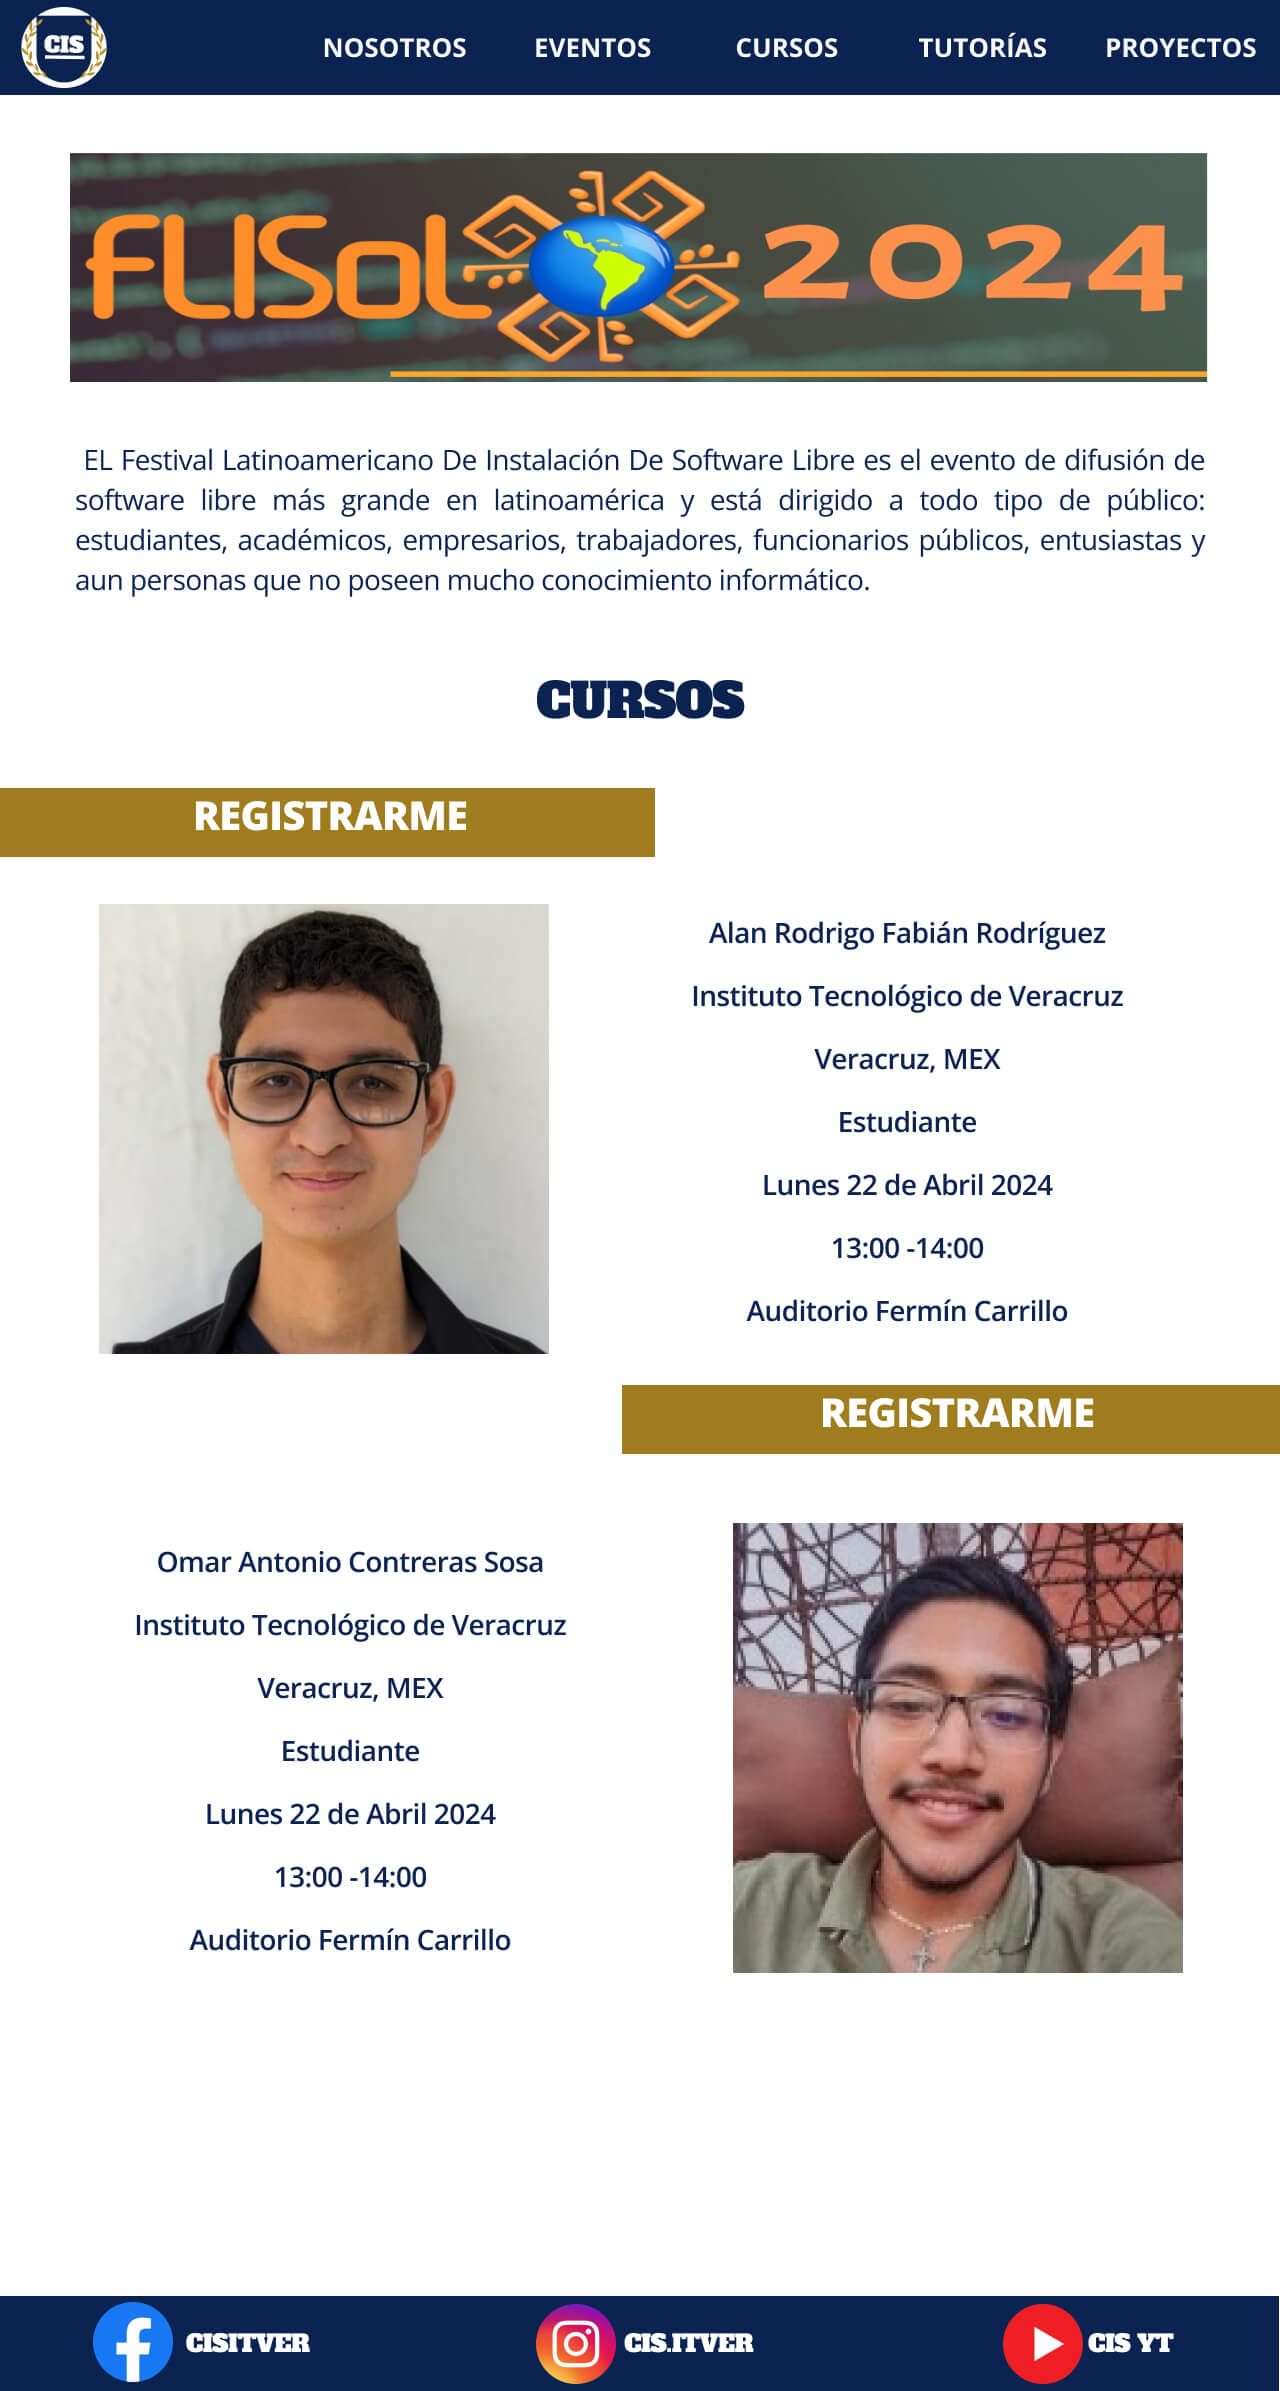 CIS
NOSOTROS EVENTOS CURSOS TUTORÍAS PROYECTOS
FLISoL 2024
EL Festival Latinoamericano De Instalación De Software Libre es el evento de difusión de
software libre más grande en latinoamérica y está dirigido a todo tipo de público:
estudiantes, académicos, empresarios, trabajadores, funcionarios públicos, entusiastas y
aun personas que no poseen mucho conocimiento informático.
CURSOS
REGISTRARME
Alan Rodrigo Fabián Rodríguez
Instituto Tecnológico de Veracruz
Veracruz, MEX
Estudiante
Lunes 22 de Abril 2024
13:00 -14:00
Auditorio Fermín Carrillo
REGISTRARME
Omar Antonio Contreras Sosa
Instituto Tecnológico de Veracruz
Veracruz, MEX
Estudiante
Lunes 22 de Abril 2024
13:00 -14:00
Auditorio Fermín Carrillo
CISITVER CIS.ITVER CIS YT